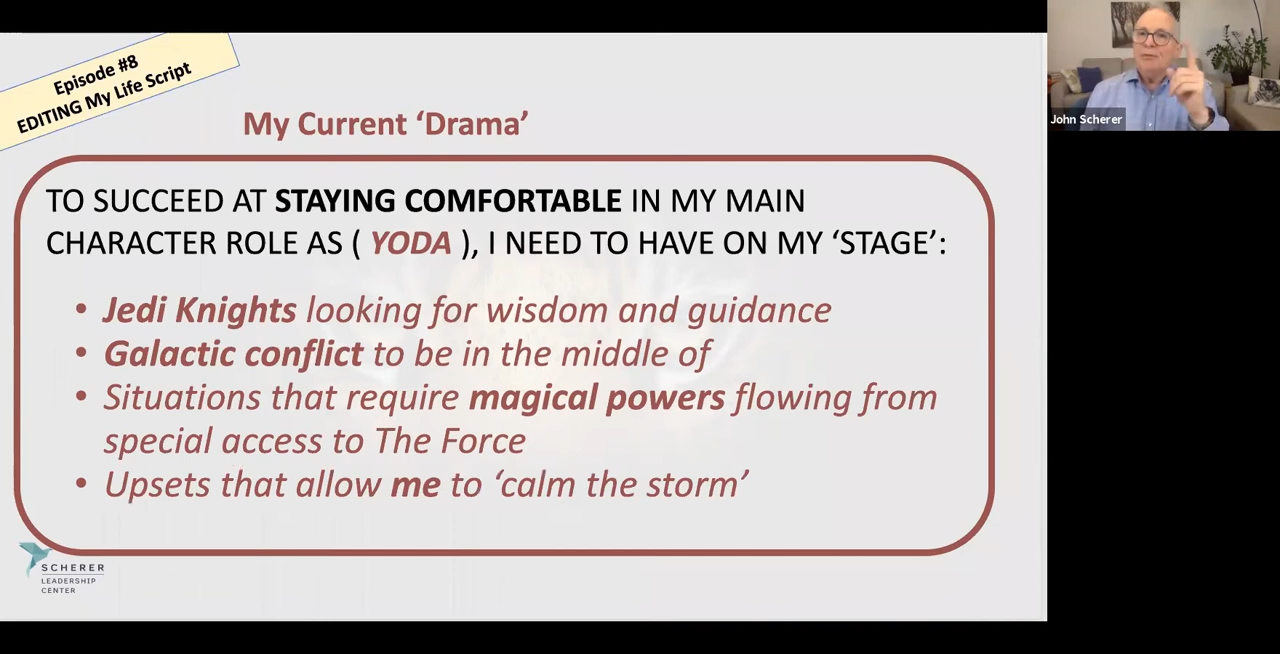 Episode #8
EDITING My Life Script
My Current ‘Drama’
TO SUCCEED AT STAYING COMFORTABLE IN MY MAIN
CHARACTER ROLE AS ( YODA ), I NEED TO HAVE ON MY ‘STAGE’:
• Jedi Knights looking for wisdom and guidance
• Galactic conflict to be in the middle of
• Situations that require magical powers flowing from
special access to The Force
• Upsets that allow me to ‘calm the storm’
SCHERER
LEADERSHIP
CENTER
John Scherer